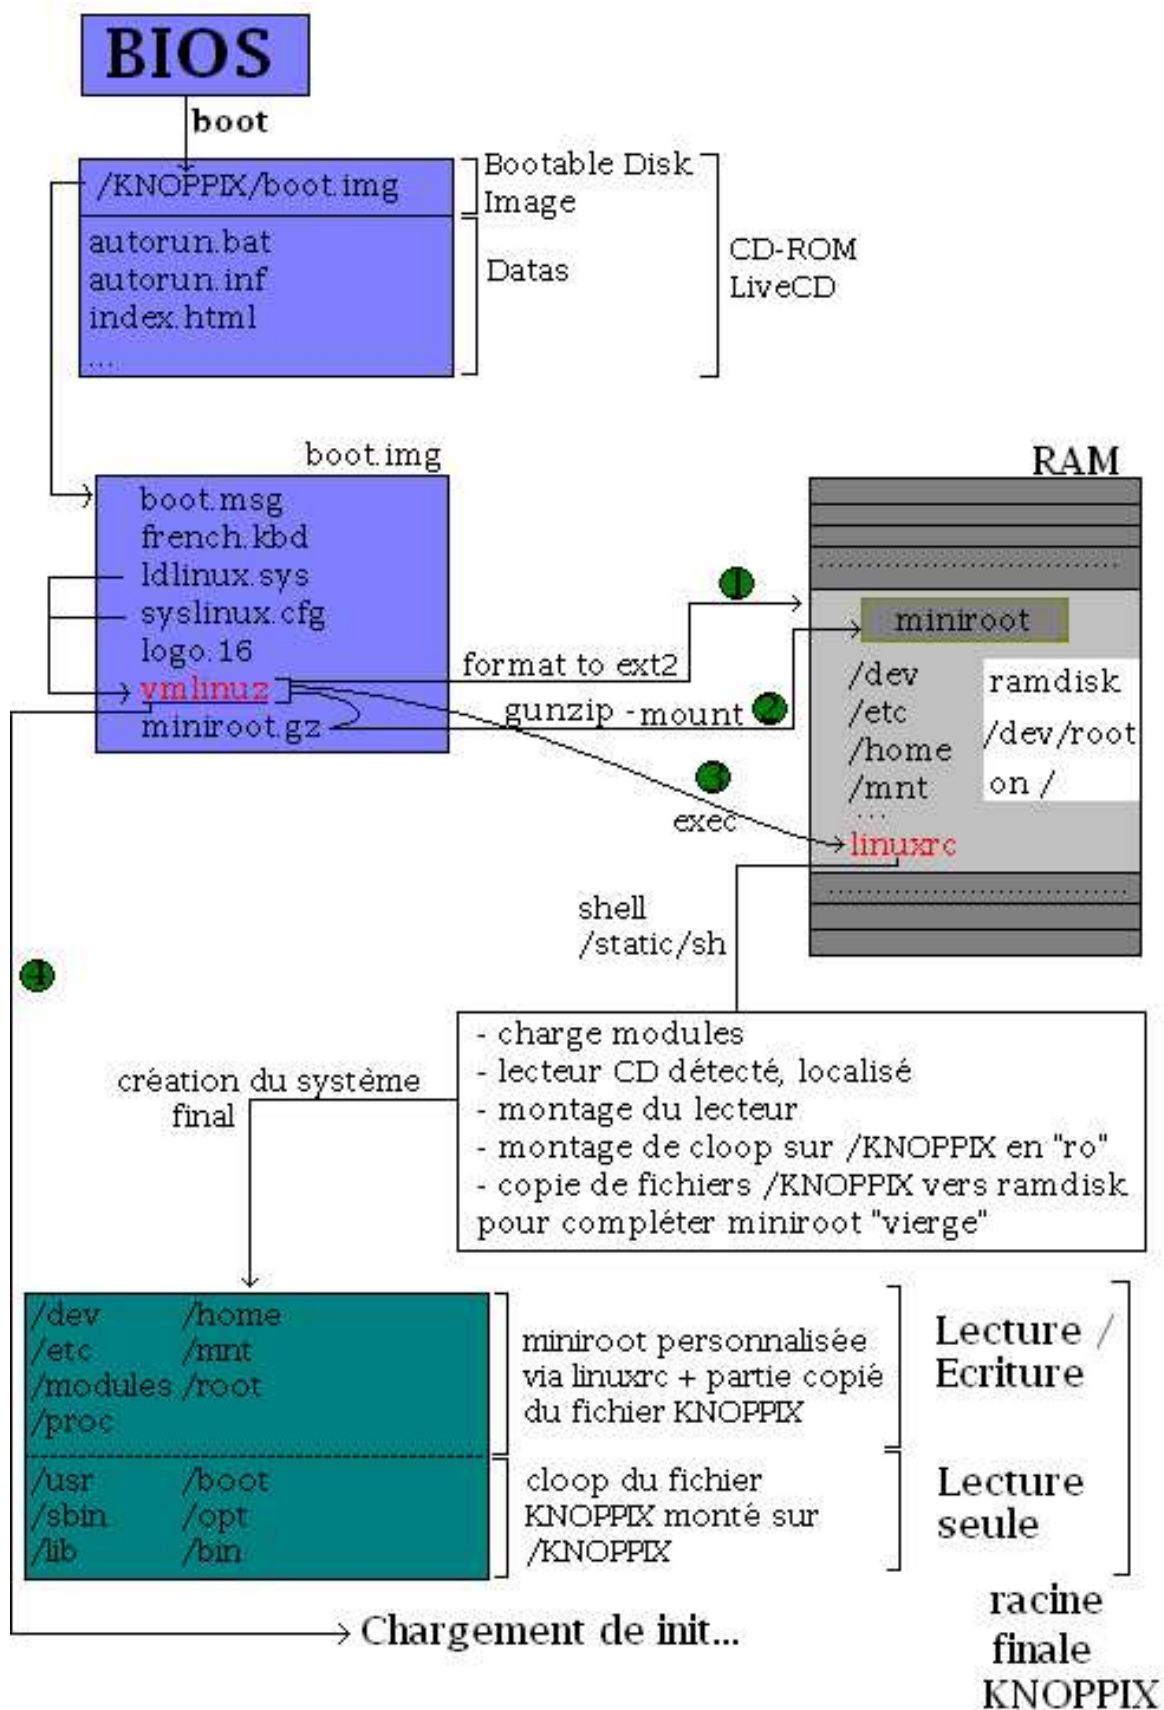 BIOS
boot
/KNOPPIX/boot.img
Bootable Disk
Image
autorun.bat
autorun.inf
index.html
...
Datas
CD-ROM
LiveCD
boot.img
boot.msg
french.kbd
ldlinux.sys
syslinux.cfg
logo.16
vmlinuz
miniroot.gz
RAM
1
format to ext2
gunzip - mount
2
3
exec
miniroot
/dev
/etc
/home
/mnt
...
linuxrc
ramdisk
/dev/root
on /
shell
/static/sh
4
- charge modules
- lecteur CD détecté, localisé
- montage du lecteur
- montage de cloop sur /KNOPPIX en "ro"
- copie de fichiers /KNOPPIX vers ramdisk
pour compléter miniroot "vierge"
création du système
final
/dev /home
/etc /mnt
/modules /root
/proc
miniroot personnalisée
via linuxrc + partie copié
du fichier KNOPPIX
Lecture /
Ecriture
/usr /boot
/sbin /opt
/lib /bin
cloop du fichier
KNOPPIX monté sur
/KNOPPIX
Lecture
seule
racine
finale
KNOPPIX
Chargement de init...